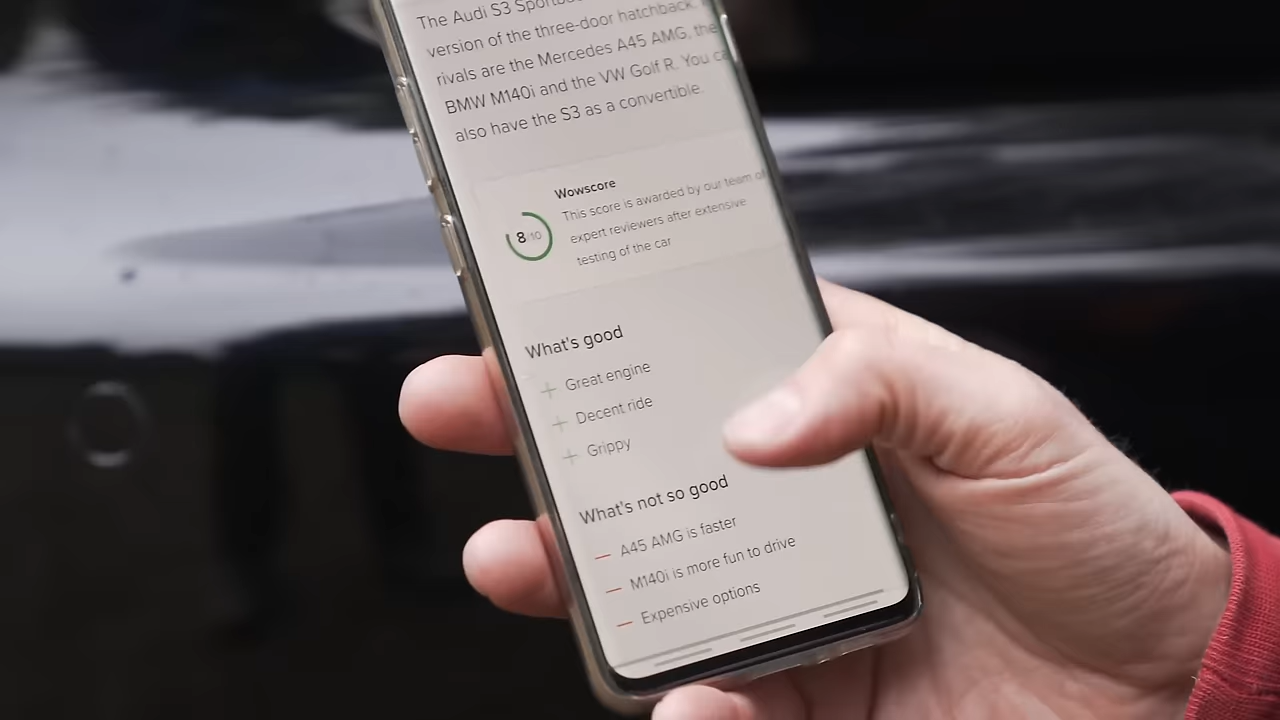 The Audi S3
version of the three-door hatchback.
rivals are the Mercedes A45 AMG, the
BMW M140i and the VW Golf R. You
also have the S3 as a convertible.
Wowscore
8/10
This score is awarded by our team of
expert reviewers after extensive
testing of the car
What's good
+ Great engine
+ Decent ride
+ Grippy
What's not so good
— A45 AMG is faster
— M140i is more fun to drive
— Expensive options